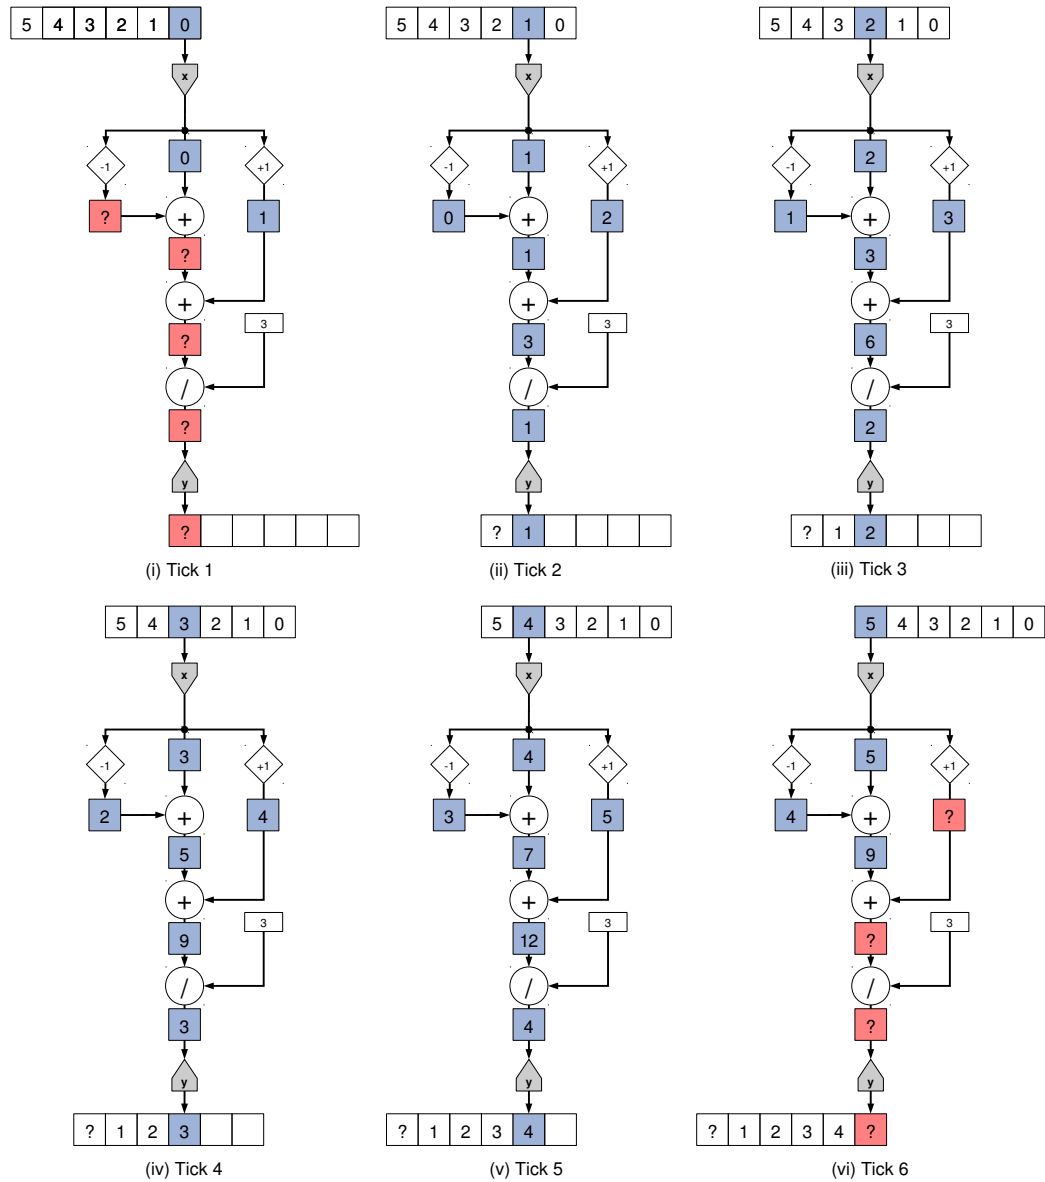 5 4 3 2 1 0
5 4 3 2 1 0
5 4 3 2 1 0
x
x
x
-1
0
+1
-1
1
+1
-1
2
+1
?
+
1
0
+
2
1
+
3
?
1
3
+
+
+
3
3
3
?
3
6
/
/
/
?
1
2
y
y
y
?
? 1
? 1 2
(i) Tick 1
(ii) Tick 2
(iii) Tick 3
5 4 3 2 1 0
5 4 3 2 1 0
5 4 3 2 1 0
x
x
x
-1
3
+1
-1
4
+1
-1
5
+1
2
+
4
3
+
5
4
+
?
5
7
9
+
+
+
3
3
3
9
12
?
/
/
/
3
4
?
y
y
y
? 1 2 3
? 1 2 3 4
? 1 2 3 4 ?
(iv) Tick 4
(v) Tick 5
(vi) Tick 6